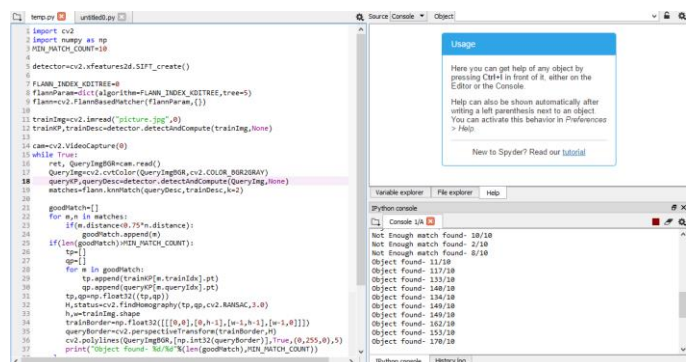 temp.py
untitled0.py
1 import cv2
2 import numpy as np
3 MIN_MATCH_COUNT=10
4
5 detector=cv2.xfeatures2d.SIFT_create()
6
7 FLANN_INDEX_KDITREE=0
8 flannParam=dict(algorithm=FLANN_INDEX_KDITREE,tree=5)
9 flann=cv2.FlannBasedMatcher(flannParam,{})
10
11 trainImg=cv2.imread("picture.jpg",0)
12 trainKP,trainDesc=detector.detectAndCompute(trainImg,None)
13
14 cam=cv2.VideoCapture(0)
15 while True:
16 ret, QueryImgBGR=cam.read()
17 QueryImg=cv2.cvtColor(QueryImgBGR,cv2.COLOR_BGR2GRAY)
18 queryKP,queryDesc=detector.detectAndCompute(QueryImg,None)
19 matches=flann.knnMatch(queryDesc,trainDesc,k=2)
20
21 goodMatch=[]
22 for m,n in matches:
23 if(m.distance<0.75*n.distance):
24 goodMatch.append(m)
25 if(len(goodMatch)>MIN_MATCH_COUNT):
26 tp=[]
27 qp=[]
28 for m in goodMatch:
29 tp.append(trainKP[m.trainIdx].pt)
30 qp.append(queryKP[m.queryIdx].pt)
31 tp,qp=np.float32((tp,qp))
32 H,status=cv2.findHomography(tp,qp,cv2.RANSAC,3.0)
33 h,w=trainImg.shape
34 trainBorder=np.float32([[[0,0],[0,h-1],[w-1,h-1],[w-1,0]]])
35 queryBorder=cv2.perspectiveTransform(trainBorder,H)
36 cv2.polylines(QueryImgBGR,[np.int32(queryBorder)],True,(0,255,0),5)
37 print("Object found- %d/%d"%(len(goodMatch),MIN_MATCH_COUNT))
Source Console Object
Usage
Here you can get help of any object by
pressing Ctrl+I in front of it, either on the
Editor or the Console.
Help can also be shown automatically after
writing a left parenthesis next to an object.
You can activate this behavior in Preferences
> Help.
New to Spyder? Read our tutorial
Variable explorer File explorer Help
IPython console
Console 1/A
Not Enough match found- 10/10
Not Enough match found- 2/10
Not Enough match found- 8/10
Object found- 11/10
Object found- 117/10
Object found- 133/10
Object found- 140/10
Object found- 134/10
Object found- 149/10
Object found- 149/10
Object found- 162/10
Object found- 153/10
Object found- 170/10
IPython console History log